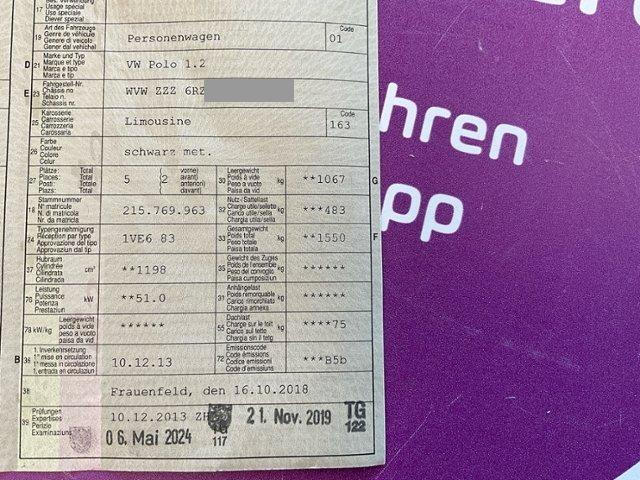 17 Usage spécial
Uso speciale
Diever spezial
19 Art des Fahrzeugs
Genre de véhicule
Genere di veicolo
Gener dal vehichel
Personenwagen
Code
01
D 21 Marke und Typ
Marque et type
Marca e tipo
Marca e tip
VW Polo 1.2
E 23 Fahrgestell-Nr.
Châssis no
Telaio n.
Schassis nr.
WVW ZZZ 6RZ
25 Karosserie
Carrosserie
Carrozzeria
Carossaria
Limousine
Code
163
26 Farbe
Couleur
Colore
Colur
schwarz met.
27 Plätze: Total
Places: Total
Posti: Totale
Plazs: Total
5 (2 vorne)
avant)
anteriori)
davant)
30 Leergewicht
Poids à vide
Peso a vuoto
Paisa da vid
kg
**1067
G
18 Stammnummer
N° matricule
N. di matricola
Nr. da matricla
215.769.963
32 Nutz-/Sattellast
Charge utile/sellette
Carico utile/sella
Chargia utila/sella
kg
***483
24 Typengenehmigung
Réception par type
Approvazione del tipo
Approvaziun dal tip
1VE6 83
33 Gesamtgewicht
Poids total
Peso totale
Paisa totala
kg
**1550
F
37 Hubraum
Cylindrée
Cilindrata
Cilindrada
cm³
**1198
35 Gewicht des Zuges
Poids de l'ensemble
Peso del convoglio
Paisa cumposiziun
kg
******
76 Leistung
Puissance
Potenza
Prestaziun
kW
**51.0
31 Anhängelast
Poids remorquable
Carico rimorchiato
Chargia annexa
kg
******
78 kW/kg Leergewicht
poids à vide
peso a vuoto
paisa da vid
******
55 Dachlast
Charge sur le toit
Carico sul tetto
Chargia sin il tetg
kg
****75
B 36 1. Inverkehrsetzung
1re mise en circulation
1a messa in circolazione
1. entrada en circulaziun
10.12.13
72 Emissionscode
Code émissions
Codice emissioni
Code d'emissiuns
***B5b
38 Frauenfeld, den 16.10.2018
39 Prüfungen
Expertises
Perizie
Examinaziuns
10.12.2013 ZH
21. Nov. 2019
TG
122
06. Mai 2024
117
hren
pp